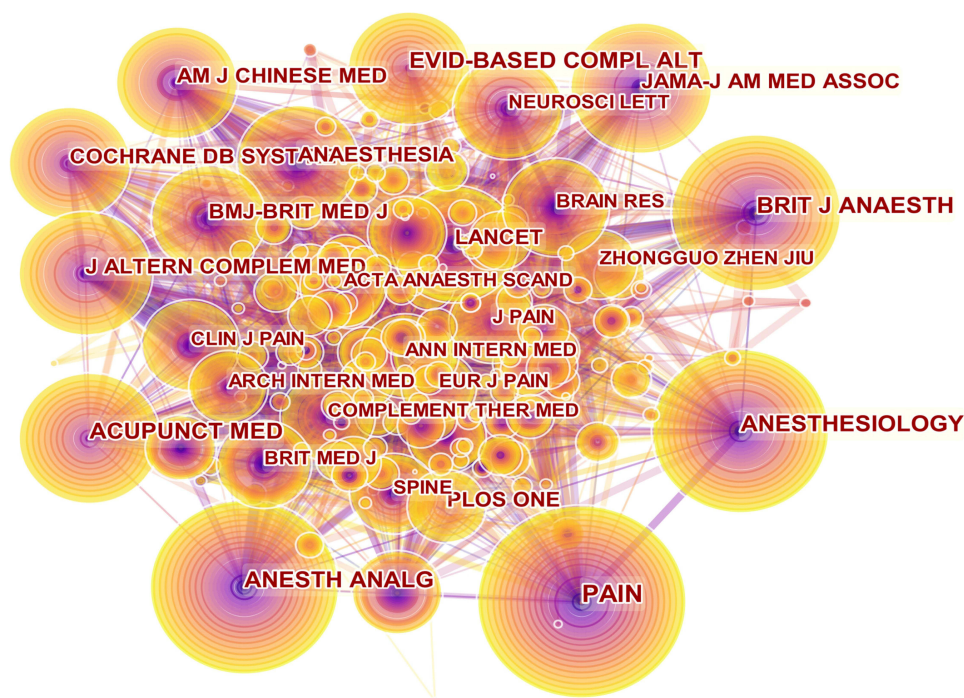 EVID-BASED COMPL ALT
AM J CHINESE MED
JAMA-J AM MED ASSOC
NEUROSCI LETT
COCHRANE DB SYST
ANAESTHESIA
BRAIN RES
BRIT J ANAESTH
BMJ-BRIT MED J
LANCET
ZHONGGUO ZHEN JIU
J ALTERN COMPLEM MED
ACTA ANAESTH SCAND
J PAIN
CLIN J PAIN
ANN INTERN MED
ARCH INTERN MED
EUR J PAIN
COMPLEMENT THER MED
ANESTHESIOLOGY
ACUPUNCT MED
BRIT MED J
SPINE
PLOS ONE
ANESTH ANALG
PAIN